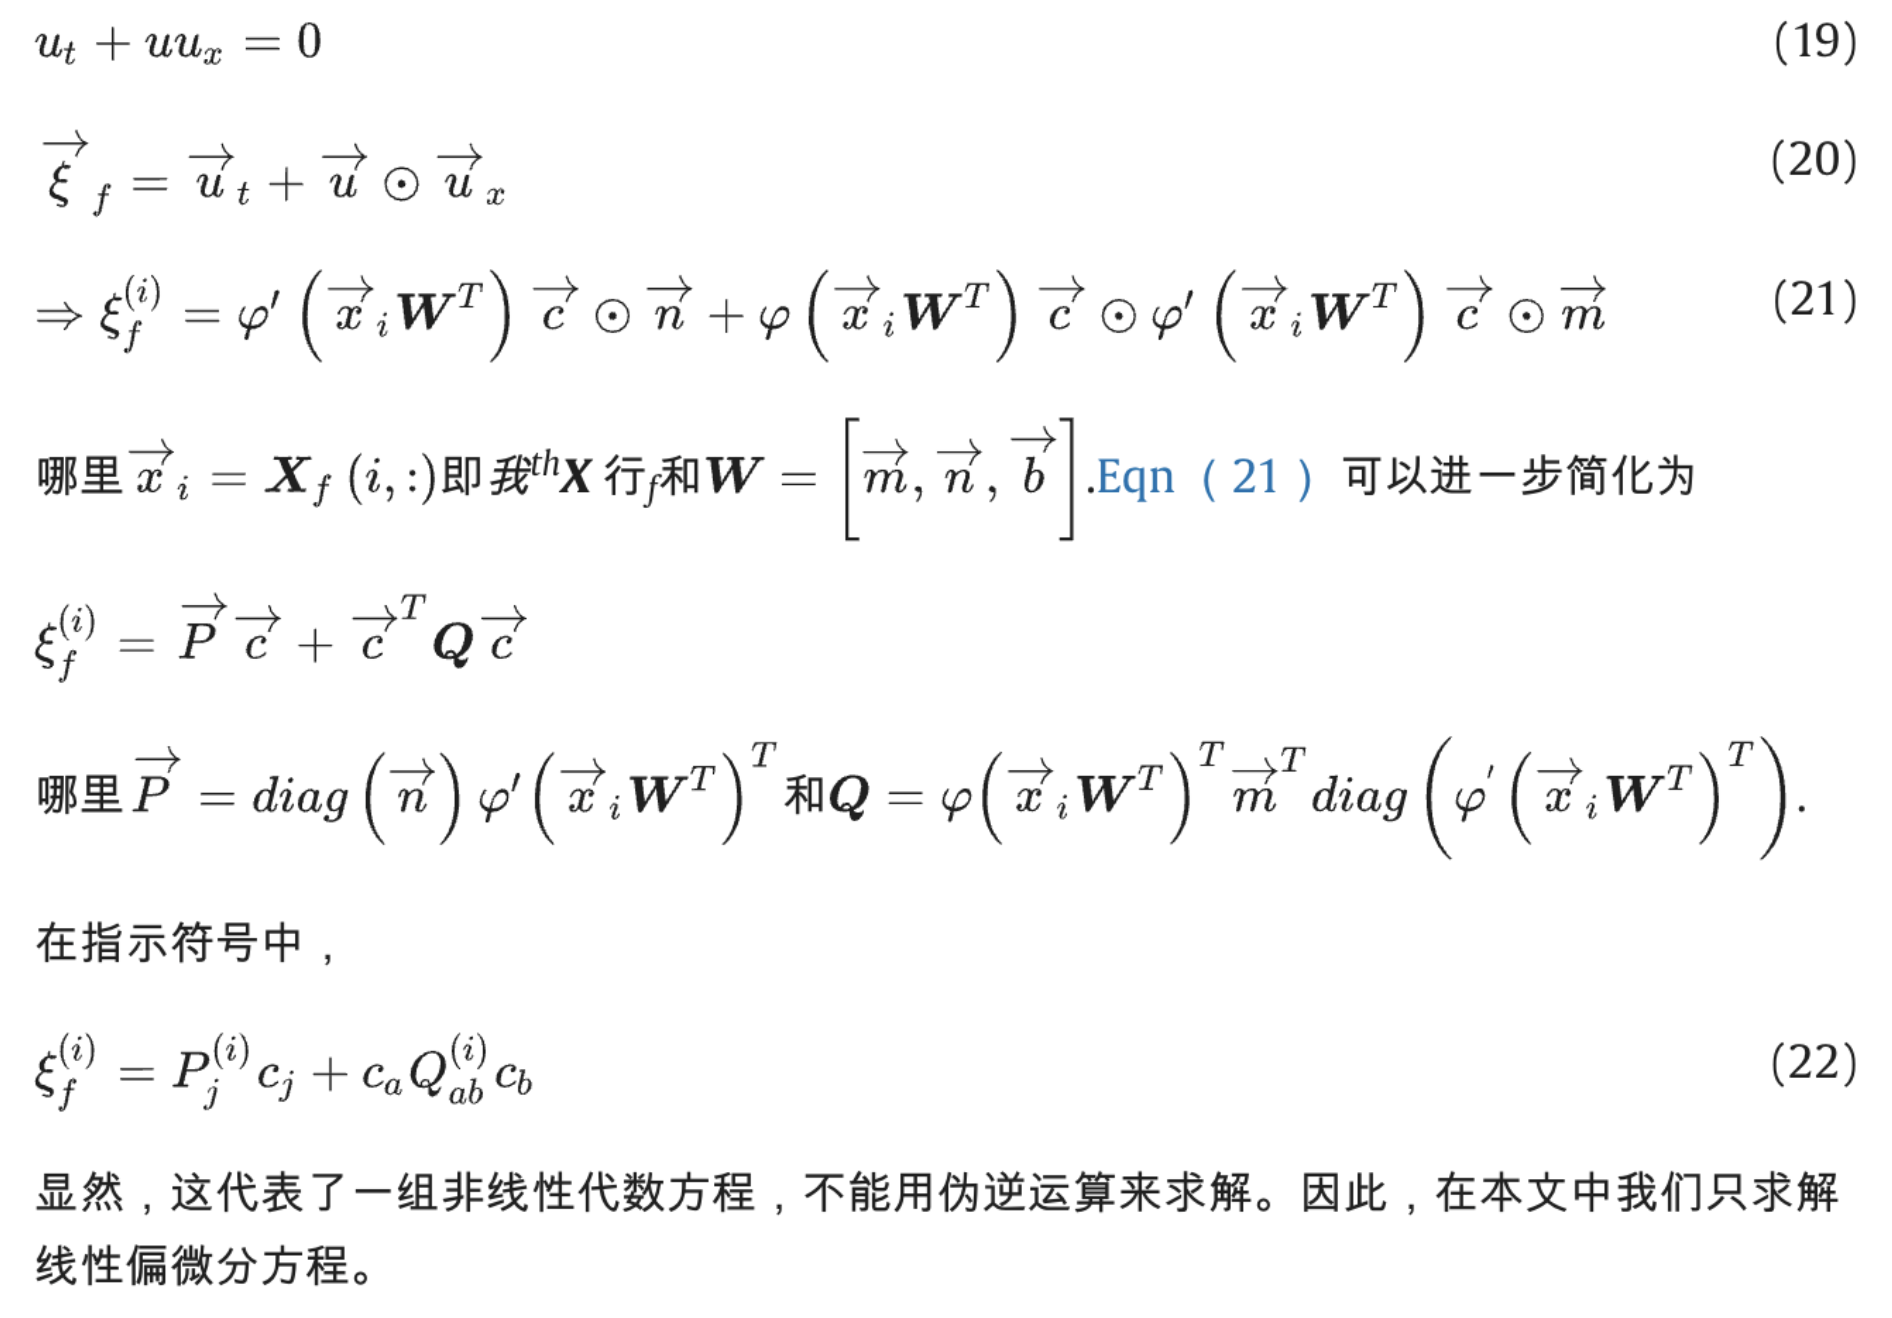 $u_t + uu_x = 0$ (19)
$\overrightarrow{\xi}_f = \overrightarrow{u}_t + \overrightarrow{u} \odot \overrightarrow{u}_x$ (20)
$\Rightarrow \xi_f^{(i)} = \varphi'\left(\overrightarrow{x}_i \boldsymbol{W}^T\right)\overrightarrow{c} \odot \overrightarrow{n} + \varphi\left(\overrightarrow{x}_i \boldsymbol{W}^T\right)\overrightarrow{c} \odot \varphi'\left(\overrightarrow{x}_i \boldsymbol{W}^T\right)\overrightarrow{c} \odot \overrightarrow{m}$ (21)
哪里$\overrightarrow{x}_i = \boldsymbol{X}_f(i,:)$即我$^{th}$$\boldsymbol{X}$ 行$_f$和$\boldsymbol{W} = \left[\overrightarrow{m}, \overrightarrow{n}, \overrightarrow{b}\right]$.Eqn（21）可以进一步简化为
$\xi_f^{(i)} = \overrightarrow{P}\overrightarrow{c} + \overrightarrow{c}^T \boldsymbol{Q}\overrightarrow{c}$
哪里$\overrightarrow{P} = diag\left(\overrightarrow{n}\right)\varphi'\left(\overrightarrow{x}_i \boldsymbol{W}^T\right)^T$和$\boldsymbol{Q} = \varphi\left(\overrightarrow{x}_i \boldsymbol{W}^T\right)^T \overrightarrow{m}^T diag\left(\varphi'\left(\overrightarrow{x}_i \boldsymbol{W}^T\right)^T\right)$.
在指示符号中，
$\xi_f^{(i)} = P_j^{(i)} c_j + c_a Q_{ab}^{(i)} c_b$ (22)
显然，这代表了一组非线性代数方程，不能用伪逆运算来求解。因此，在本文中我们只求解
线性偏微分方程。